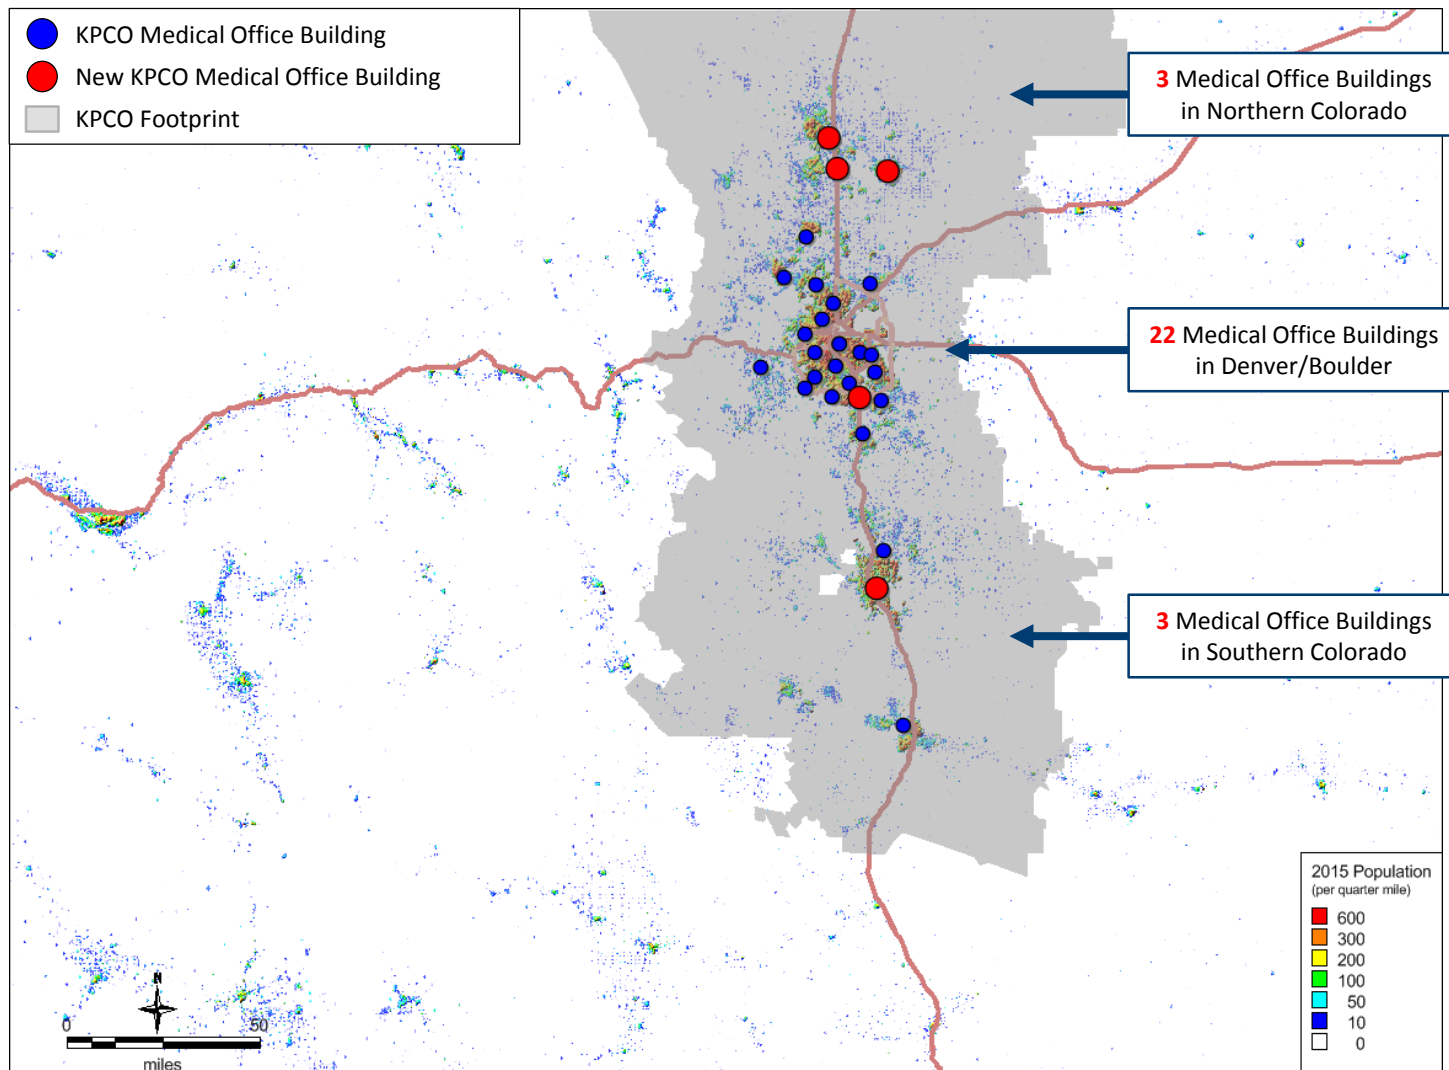 KPCO Medical Office Building
New KPCO Medical Office Building
KPCO Footprint
3 Medical Office Buildings
in Northern Colorado
22 Medical Office Buildings
in Denver/Boulder
3 Medical Office Buildings
in Southern Colorado
2015 Population
(per quarter mile)
600
300
200
100
50
10
0
N
0 50
miles